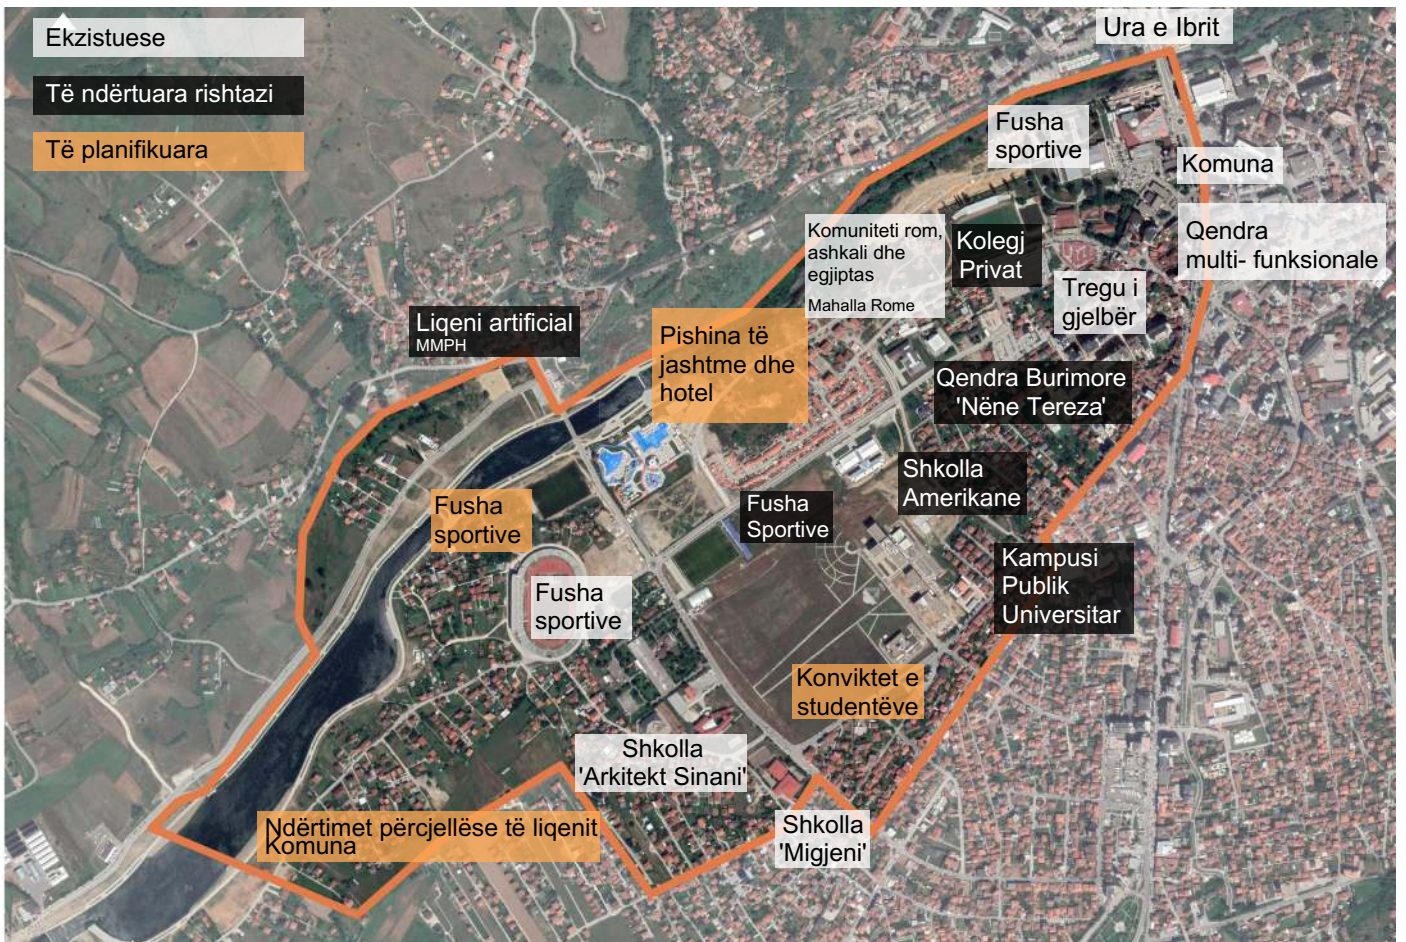 Ekzistuese
Të ndërtuara rishtazi
Të planifikuara
Ura e Ibrit
Fusha
sportive
Komuna
Qendra
multi- funksionale
Komuniteti rom,
ashkali dhe
egjiptas
Mahalla Rome
Kolegj
Privat
Tregu i
gjelbër
Liqeni artificial
MMPH
Pishina të
jashtme dhe
hotel
Qendra Burimore
'Nëne Tereza'
Shkolla
Amerikane
Fusha
sportive
Fusha
Sportive
Kampusi
Publik
Universitar
Fusha
sportive
Konviktet e
studentëve
Shkolla
'Arkitekt Sinani'
Ndërtimet përcjellëse të liqenit
Komuna
Shkolla
'Migjeni'